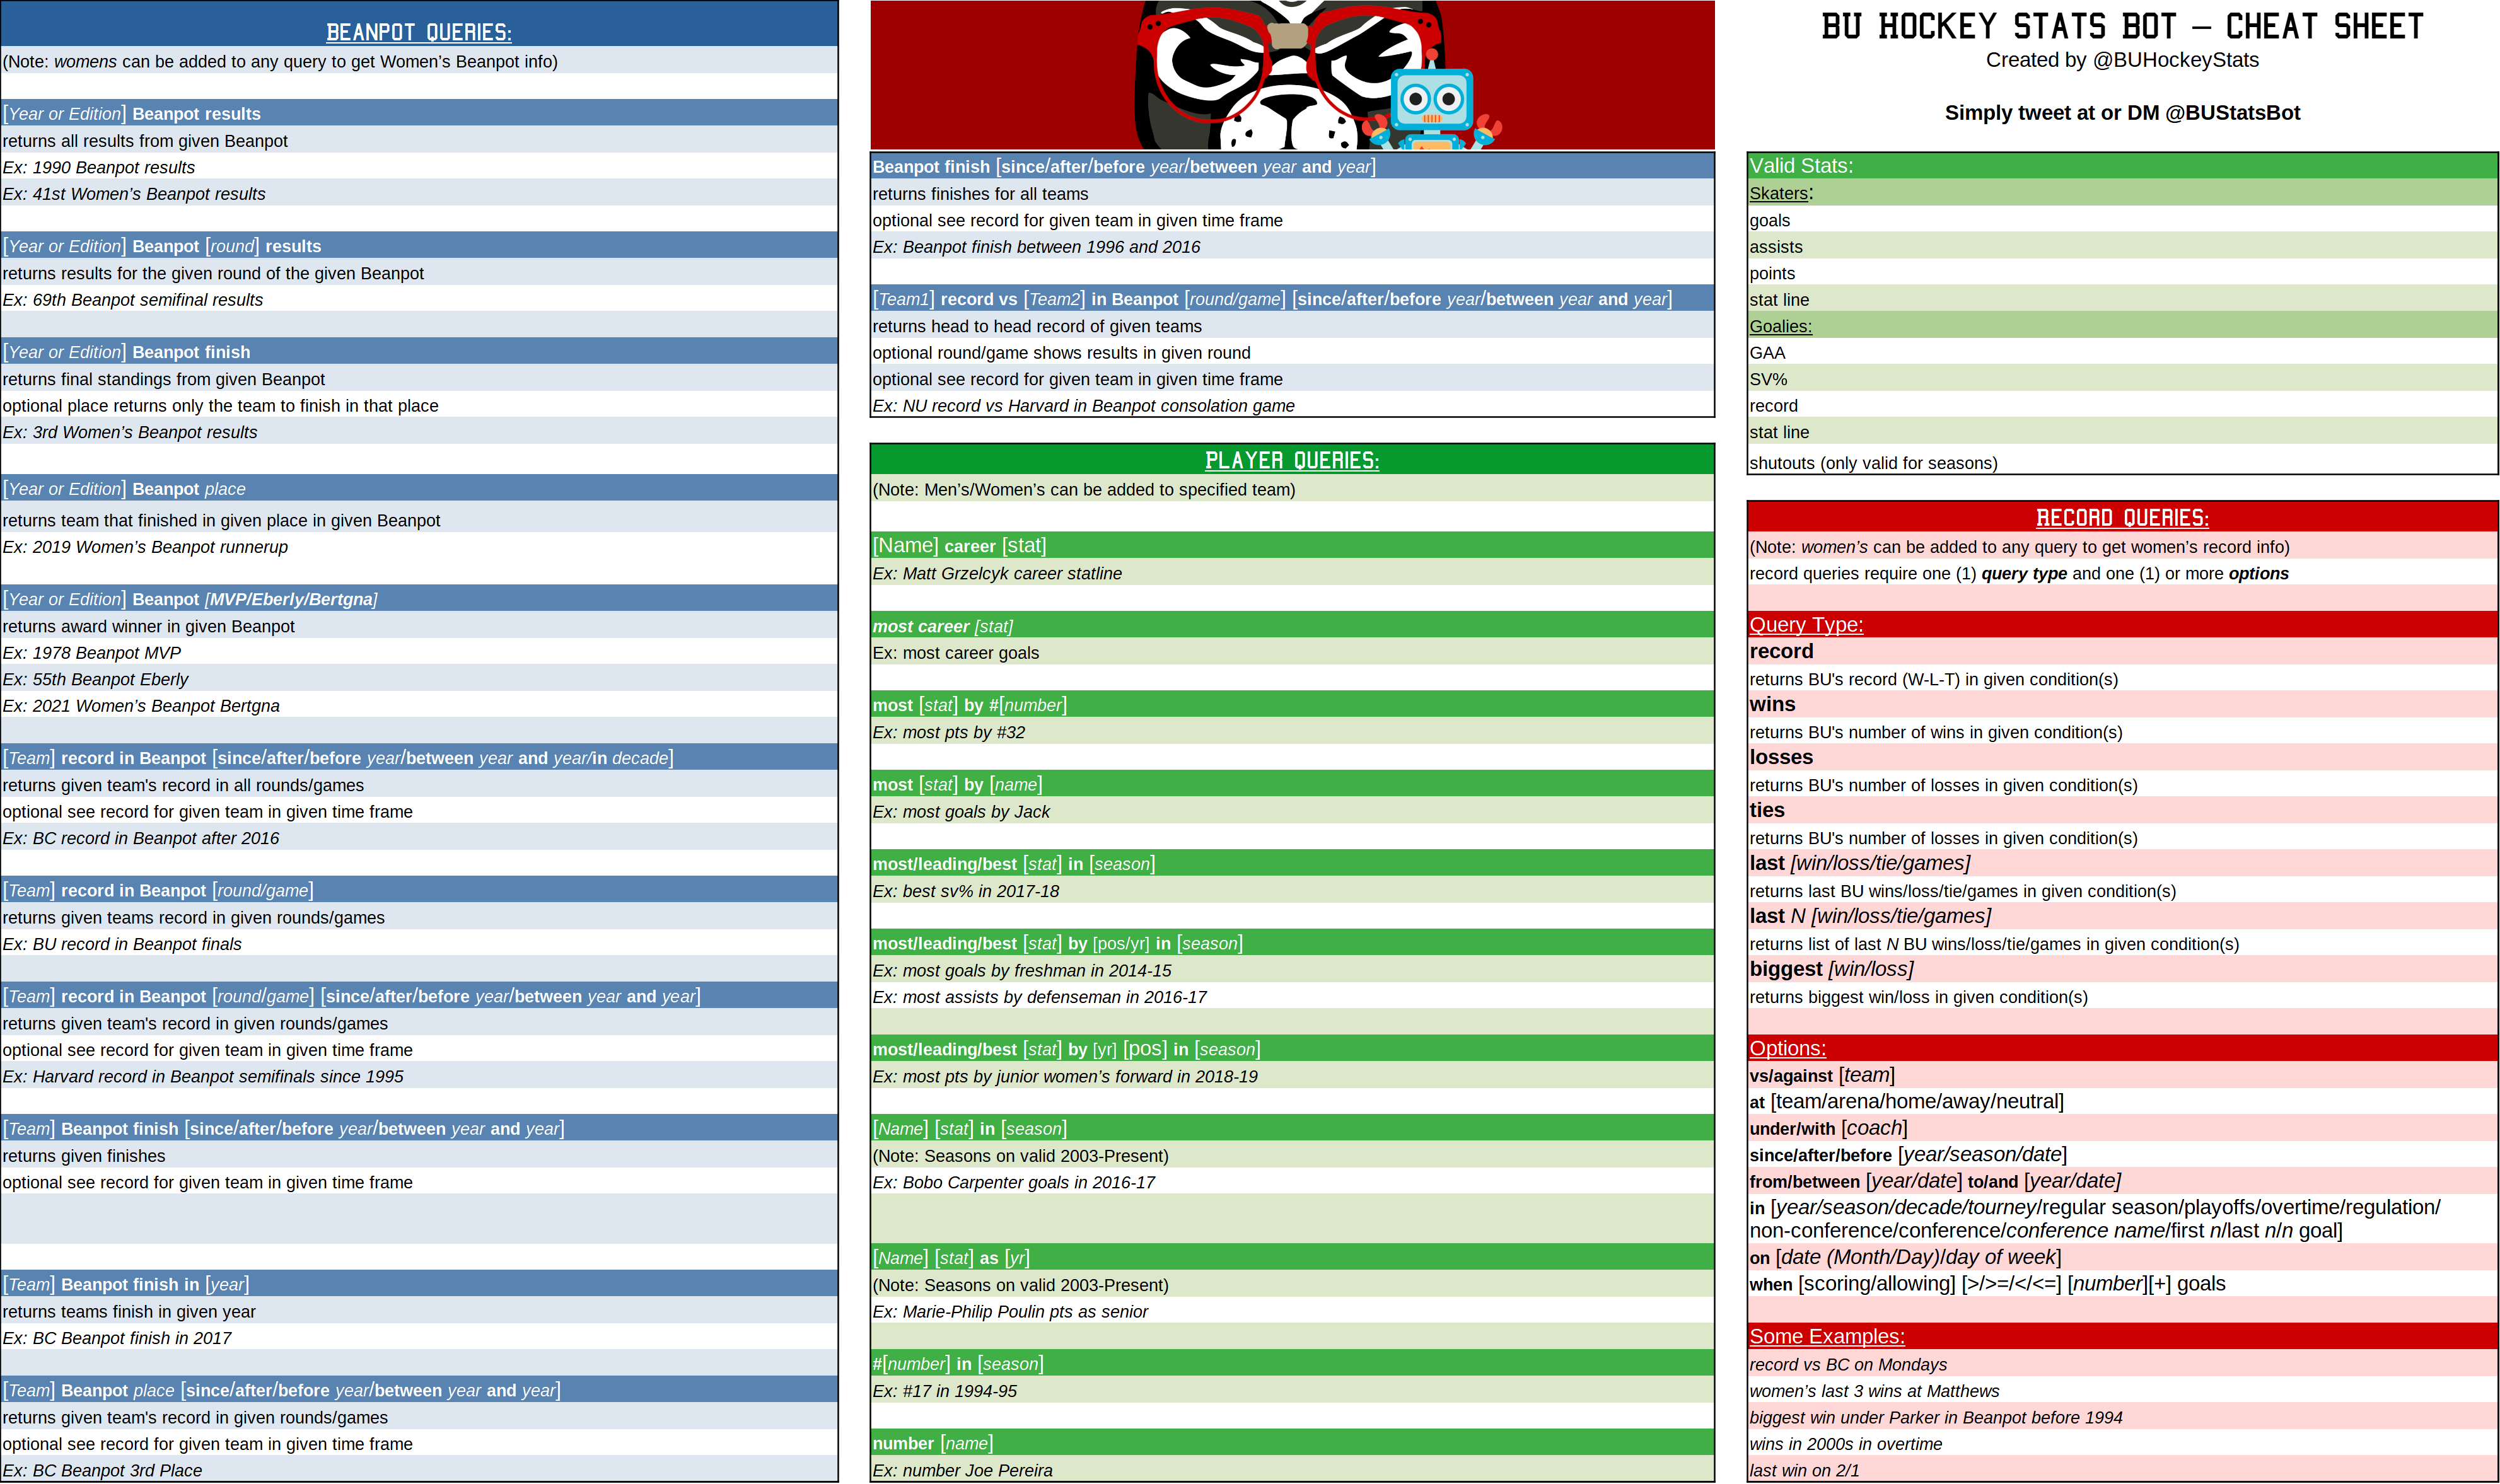 BEANPOT QUERIES:
(Note: womens can be added to any query to get Women’s Beanpot info)
[Year or Edition] Beanpot results
returns all results from given Beanpot
Ex: 1990 Beanpot results
Ex: 41st Women’s Beanpot results
[Year or Edition] Beanpot [round] results
returns results for the given round of the given Beanpot
Ex: 69th Beanpot semifinal results
[Year or Edition] Beanpot finish
returns final standings from given Beanpot
optional place returns only the team to finish in that place
Ex: 3rd Women’s Beanpot results
[Year or Edition] Beanpot place
returns team that finished in given place in given Beanpot
Ex: 2019 Women’s Beanpot runnerup
[Year or Edition] Beanpot [MVP/Eberly/Bertgna]
returns award winner in given Beanpot
Ex: 1978 Beanpot MVP
Ex: 55th Beanpot Eberly
Ex: 2021 Women’s Beanpot Bertgna
[Team] record in Beanpot [since/after/before year/between year and year/in decade]
returns given team's record in all rounds/games
optional see record for given team in given time frame
Ex: BC record in Beanpot after 2016
[Team] record in Beanpot [round/game]
returns given teams record in given rounds/games
Ex: BU record in Beanpot finals
[Team] record in Beanpot [round/game] [since/after/before year/between year and year]
returns given team's record in given rounds/games
optional see record for given team in given time frame
Ex: Harvard record in Beanpot semifinals since 1995
[Team] Beanpot finish [since/after/before year/between year and year]
returns given finishes
optional see record for given team in given time frame
[Team] Beanpot finish in [year]
returns teams finish in given year
Ex: BC Beanpot finish in 2017
[Team] Beanpot place [since/after/before year/between year and year]
returns given team's record in given rounds/games
optional see record for given team in given time frame
Ex: BC Beanpot 3rd Place
Beanpot finish [since/after/before year/between year and year]
returns finishes for all teams
optional see record for given team in given time frame
Ex: Beanpot finish between 1996 and 2016
[Team1] record vs [Team2] in Beanpot [round/game] [since/after/before year/between year and year]
returns head to head record of given teams
optional round/game shows results in given round
optional see record for given team in given time frame
Ex: NU record vs Harvard in Beanpot consolation game
PLAYER QUERIES:
(Note: Men’s/Women’s can be added to specified team)
[Name] career [stat]
Ex: Matt Grzelcyk career statline
most career [stat]
Ex: most career goals
most [stat] by #[number]
Ex: most pts by #32
most [stat] by [name]
Ex: most goals by Jack
most/leading/best [stat] in [season]
Ex: best sv% in 2017-18
most/leading/best [stat] by [pos/yr] in [season]
Ex: most goals by freshman in 2014-15
Ex: most assists by defenseman in 2016-17
most/leading/best [stat] by [yr] [pos] in [season]
Ex: most pts by junior women’s forward in 2018-19
[Name] [stat] in [season]
(Note: Seasons on valid 2003-Present)
Ex: Bobo Carpenter goals in 2016-17
[Name] [stat] as [yr]
(Note: Seasons on valid 2003-Present)
Ex: Marie-Philip Poulin pts as senior
#[number] in [season]
Ex: #17 in 1994-95
number [name]
Ex: number Joe Pereira
BU HOCKEY STATS BOT – CHEAT SHEET
Created by @BUHockeyStats
Simply tweet at or DM @BUStatsBot
Valid Stats:
Skaters:
goals
assists
points
stat line
Goalies:
GAA
SV%
record
stat line
shutouts (only valid for seasons)
RECORD QUERIES:
(Note: women’s can be added to any query to get women’s record info)
record queries require one (1) query type and one (1) or more options
Query Type:
record
returns BU's record (W-L-T) in given condition(s)
wins
returns BU's number of wins in given condition(s)
losses
returns BU's number of losses in given condition(s)
ties
returns BU's number of losses in given condition(s)
last [win/loss/tie/games]
returns last BU wins/loss/tie/games in given condition(s)
last N [win/loss/tie/games]
returns list of last N BU wins/loss/tie/games in given condition(s)
biggest [win/loss]
returns biggest win/loss in given condition(s)
Options:
vs/against [team]
at [team/arena/home/away/neutral]
under/with [coach]
since/after/before [year/season/date]
from/between [year/date] to/and [year/date]
in [year/season/decade/tourney/regular season/playoffs/overtime/regulation/
non-conference/conference/conference name/first n/last n/n goal]
on [date (Month/Day)/day of week]
when [scoring/allowing] [>/>=/</<=] [number][+] goals
Some Examples:
record vs BC on Mondays
women’s last 3 wins at Matthews
biggest win under Parker in Beanpot before 1994
wins in 2000s in overtime
last win on 2/1